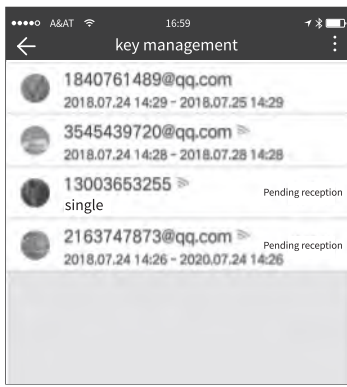 A&AT 16:59
key management
1840761489@qq.com
2018.07.24 14:29 - 2018.07.25 14:29
3545439720@qq.com
2018.07.24 14:28 - 2018.07.28 14:28
13003653255
single
Pending reception
2163747873@qq.com
Pending reception
2018.07.24 14:26 - 2020.07.24 14:26